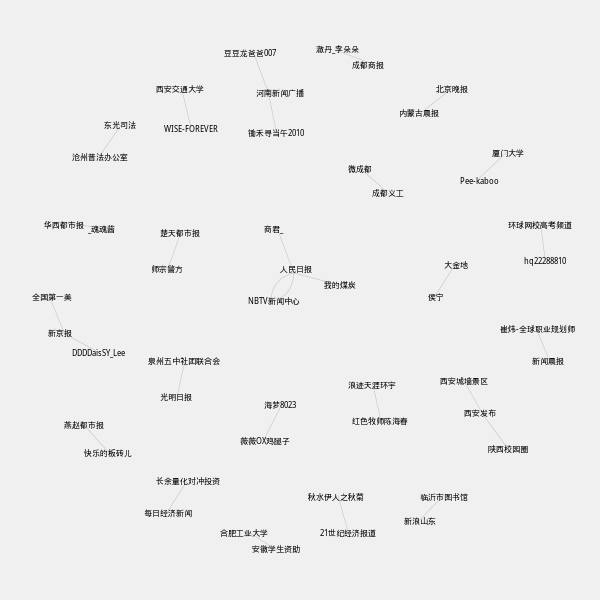 澈丹_李朵朵
豆豆龙爸爸007
成都商报
西安交通大学
北京晚报
河南新闻广播
内蒙古晨报
东光司法
WISE-FOREVER
锄禾寻当午2010
沧州普法办公室
厦门大学
微成都
Pee-kaboo
成都义工
华西都市报
_魂魂酱
楚天都市报
商君_
环球网校高考频道
hq22288810
大金地
师宗警方
人民日报
我的煤炭
全国第一美
NBTV新闻中心
侯宁
新京报
崔炜-全球职业规划师
DDDDaisSY_Lee
泉州五中社团联合会
新闻晨报
浪迹天涯环宇
西安城墙景区
光明日报
海梦8023
西安发布
红色牧师陈海春
燕赵都市报
薇薇OX鸡腿子
快乐的板砖儿
陕西校园圈
长余量化对冲投资
秋水伊人之秋菊
临沂市图书馆
每日经济新闻
新浪山东
合肥工业大学
21世纪经济报道
安徽学生资助